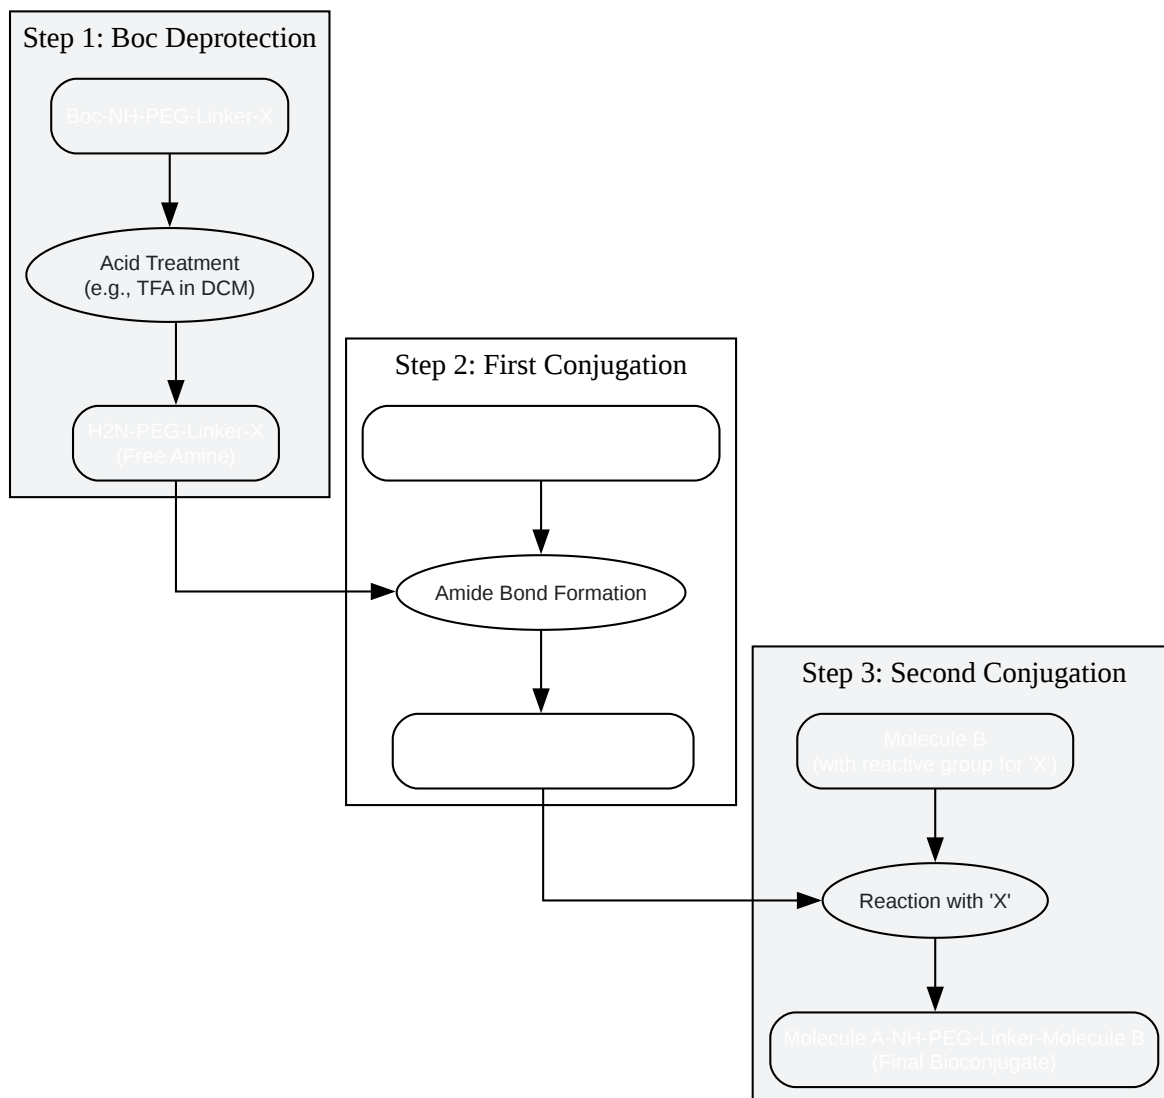 Step 1: Boc Deprotection
Boc-NH-PEG-Linker-X
Acid Treatment
(e.g., TFA in DCM)
H2N-PEG-Linker-X
(Free Amine)
Step 2: First Conjugation
Amide Bond Formation
Step 3: Second Conjugation
Molecule B
(with reactive group for 'X')
Reaction with 'X'
Molecule A-NH-PEG-Linker-Molecule B
(Final Bioconjugate)